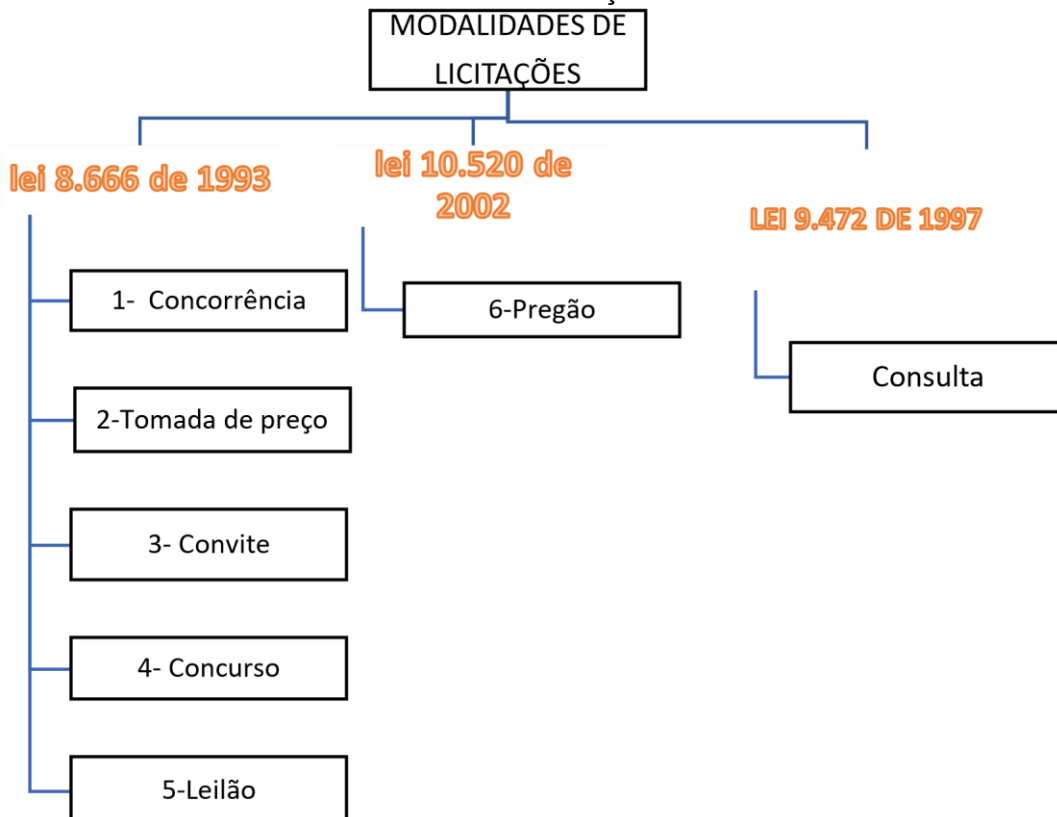 MODALIDADES DE
LICITAÇÕES
lei 8.666 de 1993
1- Concorrência
2-Tomada de preço
3- Convite
4- Concurso
5-Leilão
lei 10.520 de
2002
6-Pregão
LEI 9.472 DE 1997
Consulta